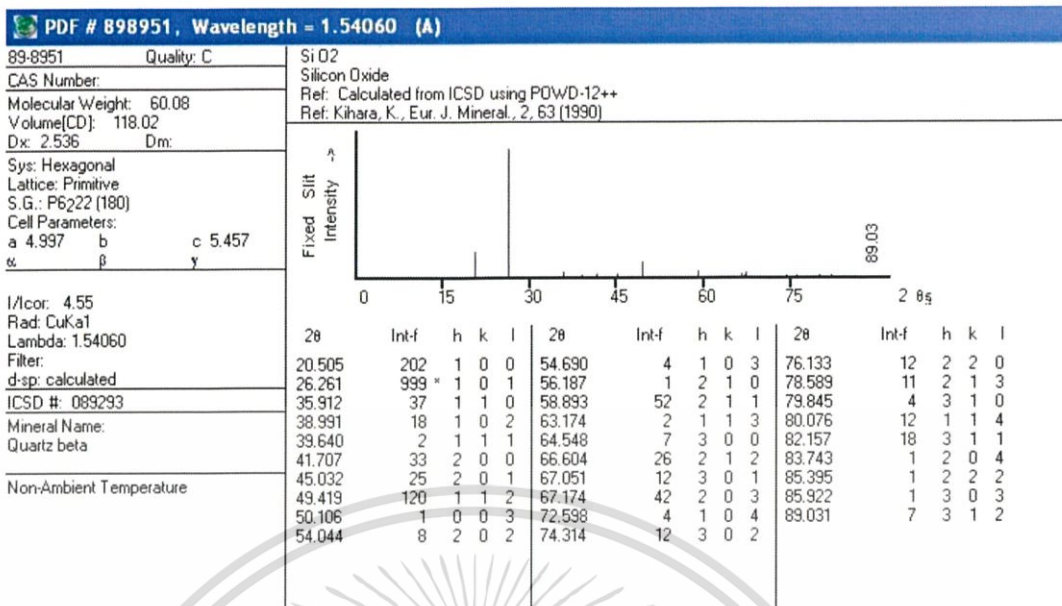 PDF # 898951, Wavelength = 1.54060 (A)
89-8951 Quality: C
CAS Number:
Molecular Weight: 60.08
Volume[CD]: 118.02
Dx: 2.536 Dm:
Sys: Hexagonal
Lattice: Primitive
S.G.: P6222 (180)
Cell Parameters:
a 4.997 b c 5.457
α β γ
I/Icor: 4.55
Rad: CuKa1
Lambda: 1.54060
Filter:
d-sp: calculated
ICSD #: 089293
Mineral Name:
Quartz beta
Non-Ambient Temperature
Si O2
Silicon Oxide
Ref: Calculated from ICSD using POWD-12++
Ref: Kihara, K., Eur. J. Mineral., 2, 63 (1990)
Fixed Slit
Intensity ->
89.03
0 15 30 45 60 75 2 θ
2θ Int-f h k l
20.505 202 1 0 0
26.261 999 * 1 0 1
35.912 37 1 1 0
38.991 18 1 0 2
39.640 2 1 1 1
41.707 33 2 0 0
45.032 25 2 0 1
49.419 120 1 1 2
50.106 1 0 0 3
54.044 8 2 0 2
2θ Int-f h k l
54.690 4 1 0 3
56.187 1 2 1 0
58.893 52 2 1 1
63.174 2 1 1 3
64.548 7 3 0 0
66.604 26 2 1 2
67.051 12 3 0 1
67.174 42 2 0 3
72.598 4 1 0 4
74.314 12 3 0 2
2θ Int-f h k l
76.133 12 2 2 0
78.589 11 2 1 3
79.845 4 3 1 0
80.076 12 1 1 4
82.157 18 3 1 1
83.743 1 2 0 4
85.395 1 2 2 2
85.922 1 3 0 3
89.031 7 3 1 2